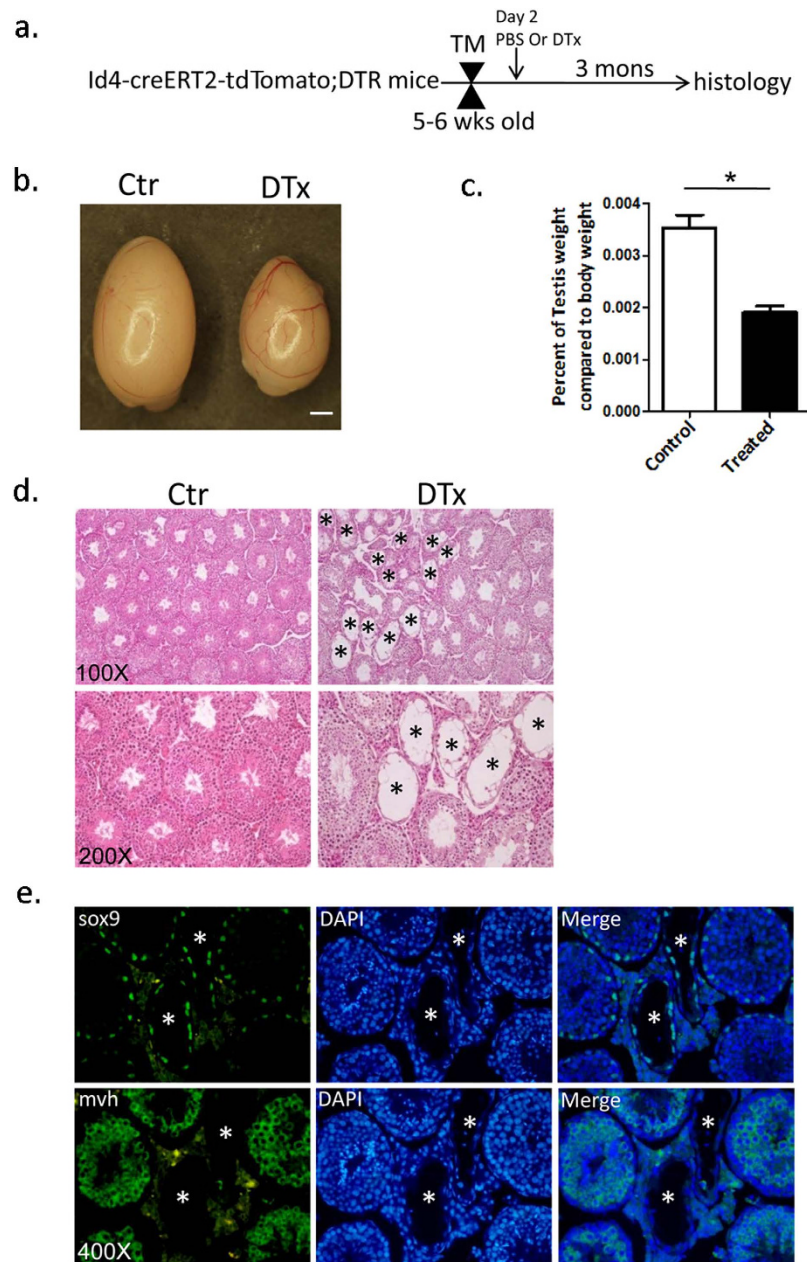 a.
Day 2
PBS Or DTx
TM
Id4-creERT2-tdTomato;DTR mice
3 mons
histology
5-6 wks old
b.
Ctr DTx
c.
*
Percent of Testis weight
compared to body weight
0.004
0.003
0.002
0.001
0.000
Control
Treated
d.
Ctr DTx
* * * * * * * * * *
* * * * *
100X
* * * * *
200X
e.
sox9 DAPI Merge
* * *
* * *
mvh DAPI Merge
* * *
* * *
400X